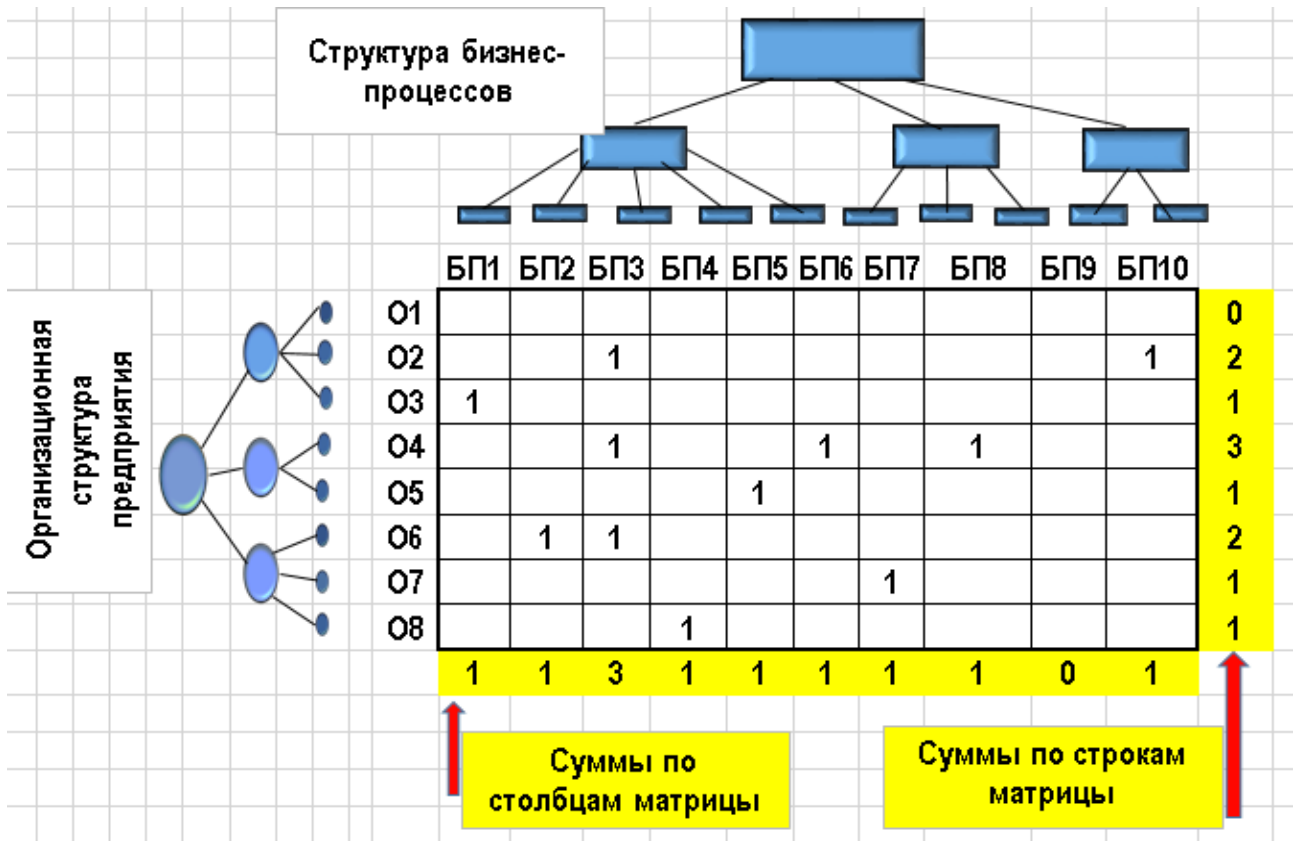 Структура бизнес-
процессов
БП1 БП2 БП3 БП4 БП5 БП6 БП7 БП8 БП9 БП10
Организационная
структура
предприятия
О1 0
О2 1 1 2
О3 1 1
О4 1 1 1 3
О5 1 1
О6 1 1 2
О7 1 1
О8 1 1
1 1 3 1 1 1 1 1 0 1
Суммы по
столбцам матрицы
Суммы по строкам
матрицы